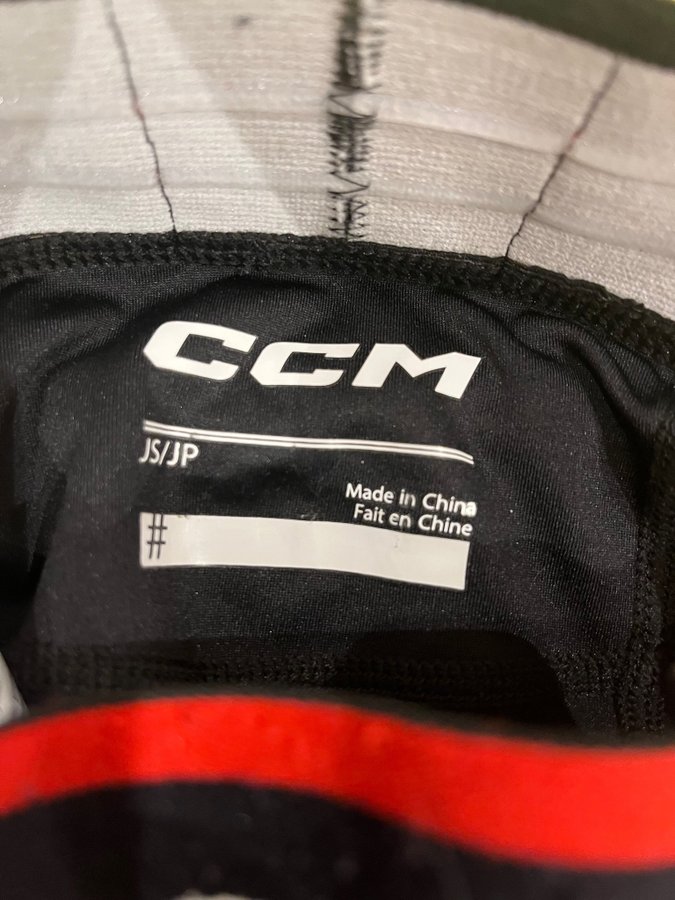 CCM
JS/JP
Made in China
Fait en Chine
#